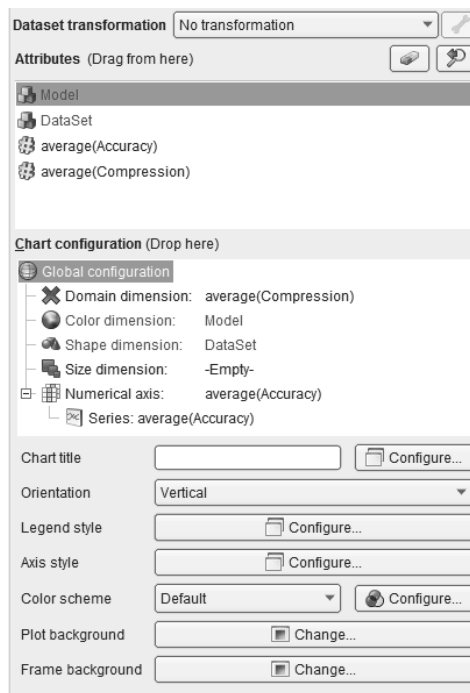 Dataset transformation No transformation
Attributes (Drag from here)
Model
DataSet
average(Accuracy)
average(Compression)
Chart configuration (Drop here)
Global configuration
Domain dimension: average(Compression)
Color dimension: Model
Shape dimension: DataSet
Size dimension: -Empty-
Numerical axis: average(Accuracy)
Series: average(Accuracy)
Chart title Configure...
Orientation Vertical
Legend style Configure...
Axis style Configure...
Color scheme Default Configure...
Plot background Change...
Frame background Change...